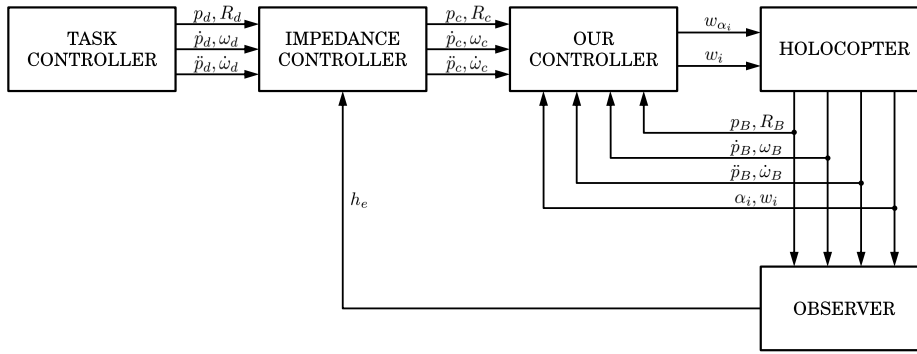 TASK
CONTROLLER
p_d, R_d
ṗ_d, ω_d
p̈_d, ω̇_d
IMPEDANCE
CONTROLLER
p_c, R_c
ṗ_c, ω_c
p̈_c, ω̇_c
OUR
CONTROLLER
w_{α_i}
w_i
HOLOCOPTER
p_B, R_B
ṗ_B, ω_B
p̈_B, ω̇_B
α_i, w_i
h_e
OBSERVER